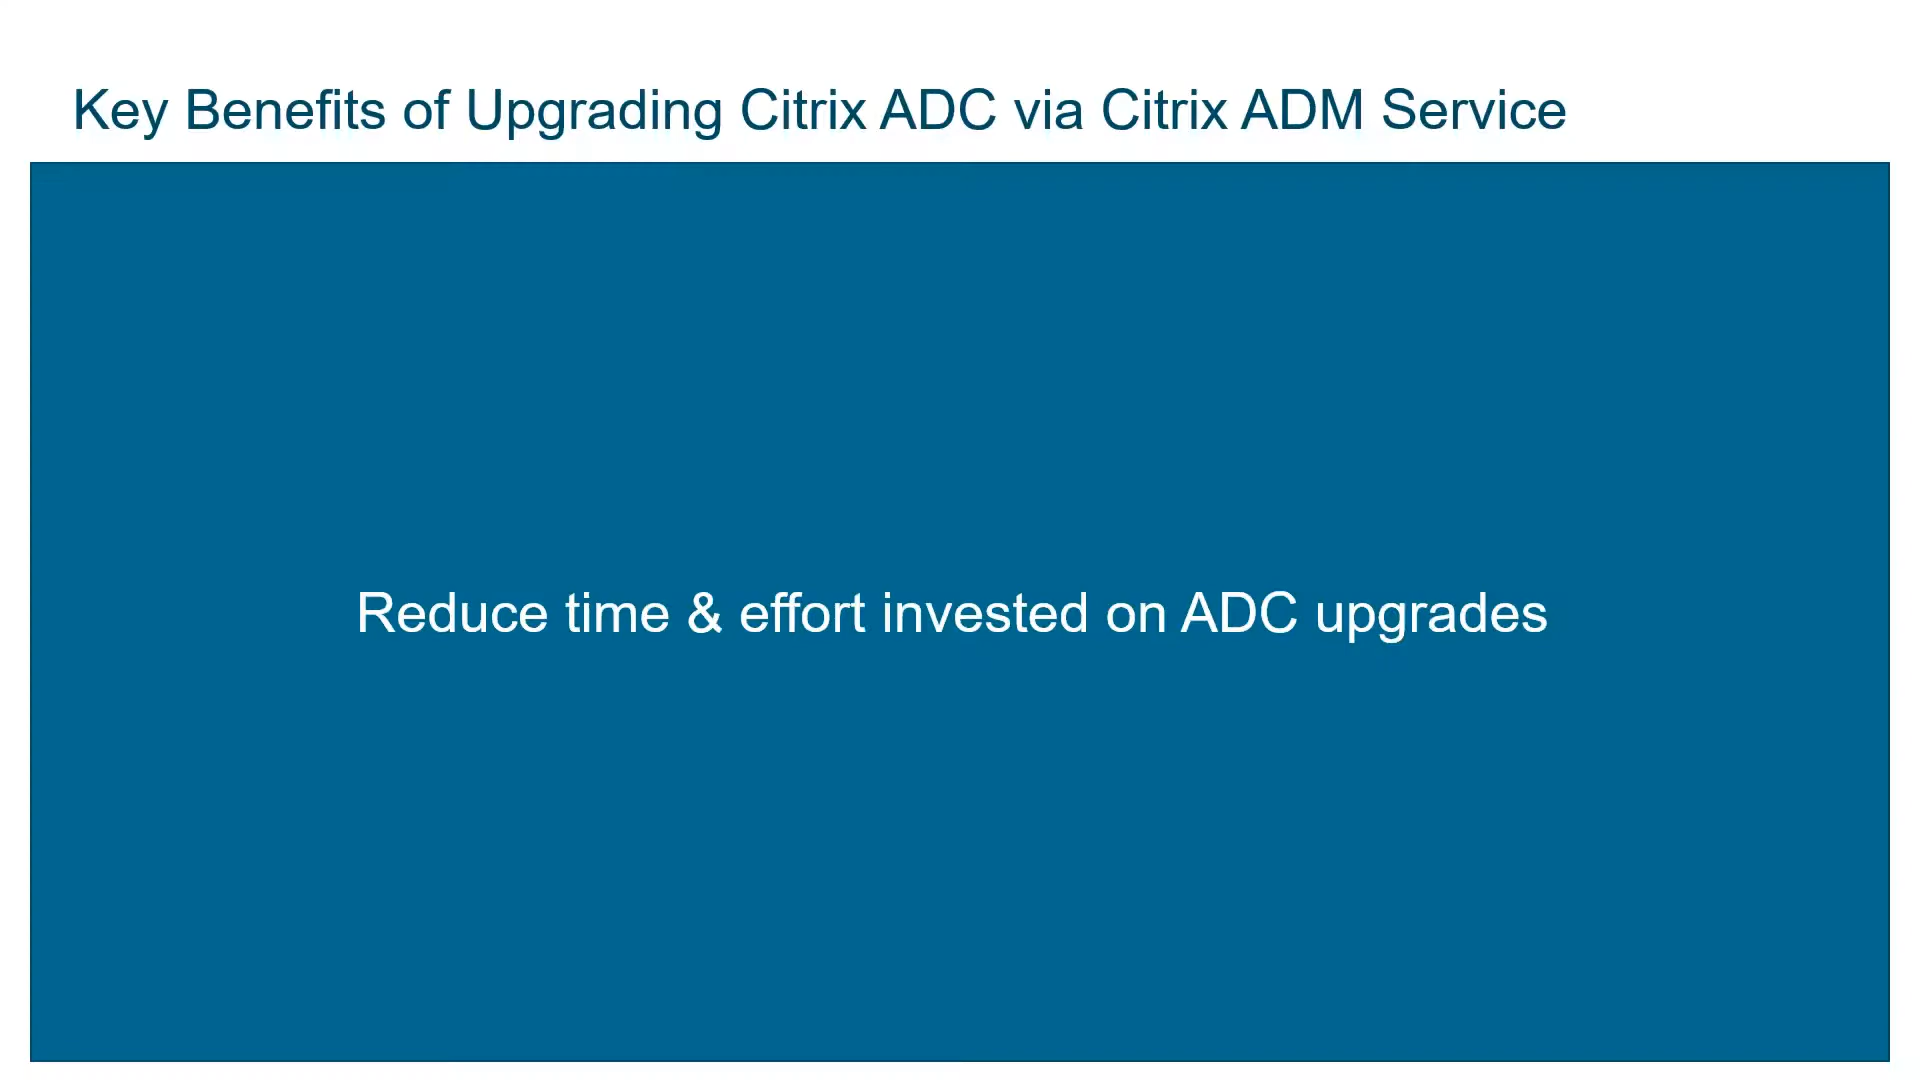 Key Benefits of Upgrading Citrix ADC via Citrix ADM Service
Reduce time & effort invested on ADC upgrades